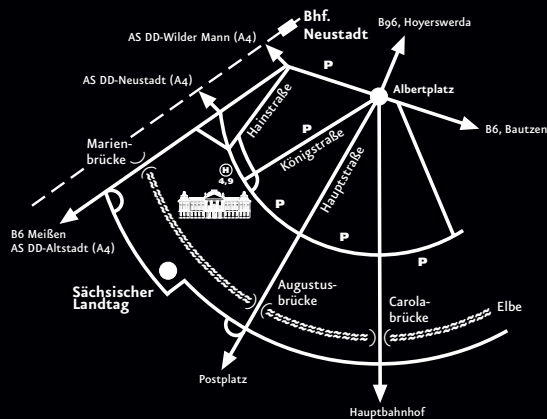 Bhf.
Neustadt
B96, Hoyerswerda
AS DD-Wilder Mann (A4)
P
AS DD-Neustadt (A4)
Albertplatz
Hainstraße
P
B6, Bautzen
Marien-
brücke
Königstraße
Hauptstraße
H
4,9
P
P
P
B6 Meißen
AS DD-Altstadt (A4)
Sächsischer
Landtag
Augustus-
brücke
Carola-
brücke
Elbe
Postplatz
Hauptbahnhof